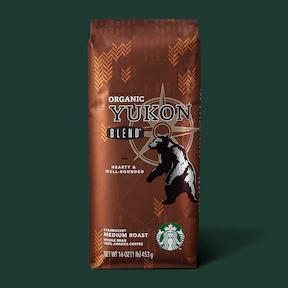 ORGANIC
YUKON
BLEND®
HEARTY &
WELL-ROUNDED
STARBUCKS®
MEDIUM ROAST
WHOLE BEAN
100% ARABICA COFFEE
NET WT 16 OZ (1 lb) 453 g